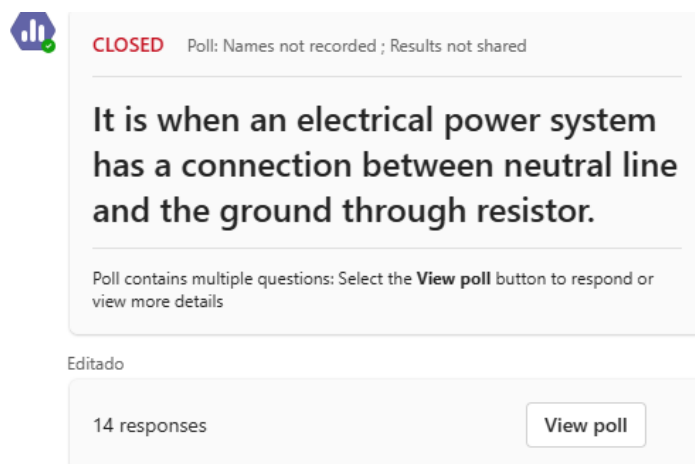 CLOSED Poll: Names not recorded ; Results not shared
It is when an electrical power system
has a connection between neutral line
and the ground through resistor.
Poll contains multiple questions: Select the View poll button to respond or
view more details
Editado
14 responses View poll